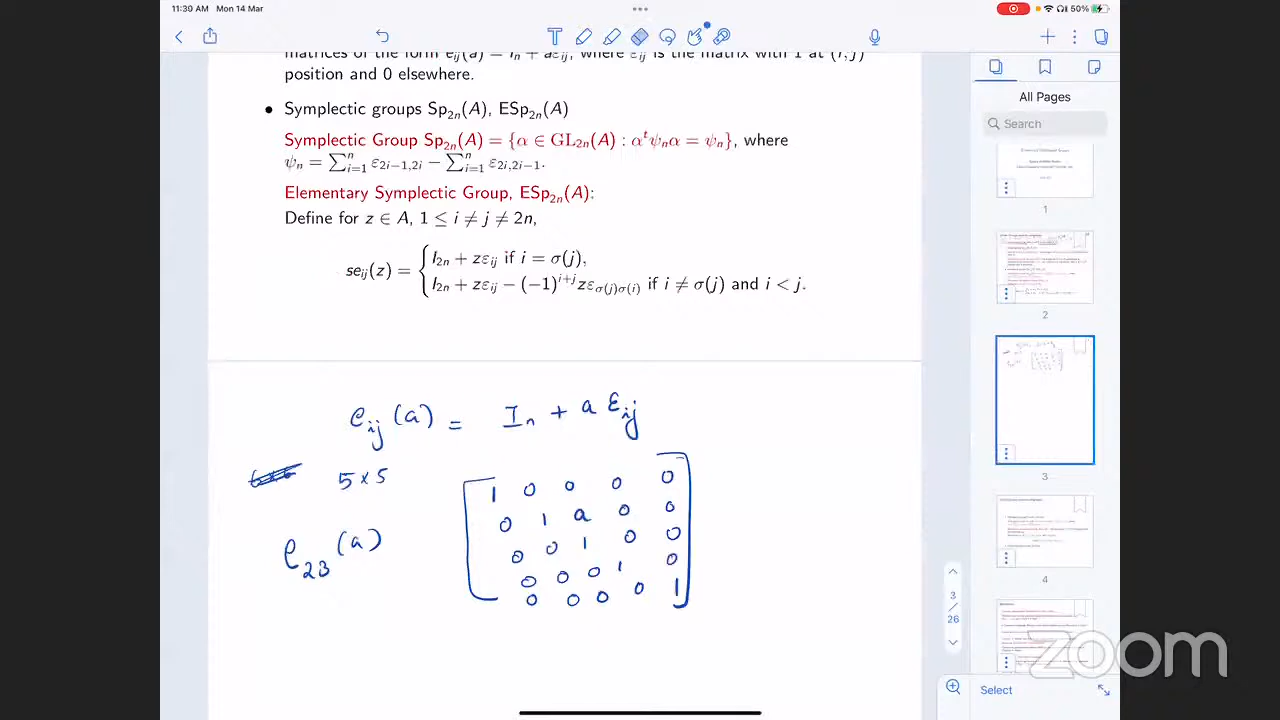 11:39 AM Mon 14 Mar
50%
matrices of the form e_ij(a) = I_n + aε_ij, where ε_ij is the matrix with 1 at (i, j)
position and 0 elsewhere.
• Symplectic groups Sp_2n(A), ESp_2n(A)
Symplectic Group Sp_2n(A) = {α ∈ GL_2n(A) : α^t ψ_n α = ψ_n}, where
ψ_n = ∑_{i=1}^n ε_{2i−1,2i} − ∑_{i=1}^n ε_{2i,2i−1}.
Elementary Symplectic Group, ESp_2n(A):
Define for z ∈ A, 1 ≤ i ≠ j ≠ 2n,
I_2n + zε_ij if i = σ(j),
se_ij(z) = {
I_2n + zε_ij − (−1)^{i+j} zε_{σ(j)σ(i)} if i ≠ σ(j) and i < j.
e_ij (a) = I_n + a ε_ij
5 × 5
e_23 (a)
1 0 0 0 0
0 1 a 0 0
0 0 1 0 0
0 0 0 1 0
0 0 0 0 1
All Pages
Search
1
2
3
4
3
/
26
Select
zoom